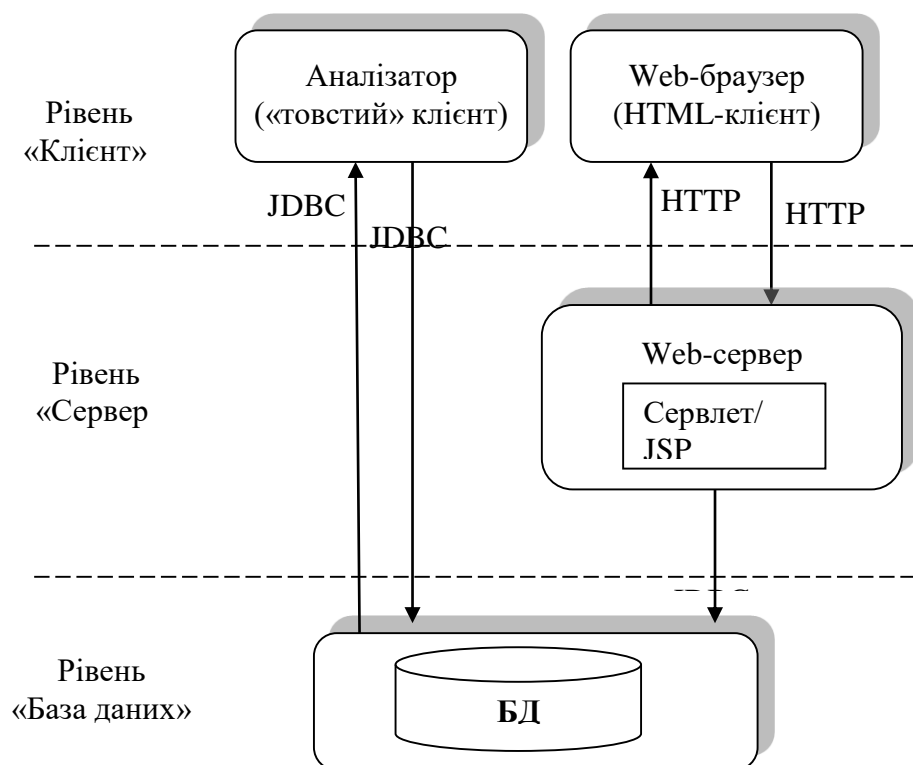 Аналізатор
(«товстий» клієнт)
Web-браузер
(HTML-клієнт)
Рівень
«Клієнт»
JDBC
JDBC
HTTP
HTTP
Рівень
«Сервер
Web-сервер
Сервлет/
JSP
Рівень
«База даних»
БД